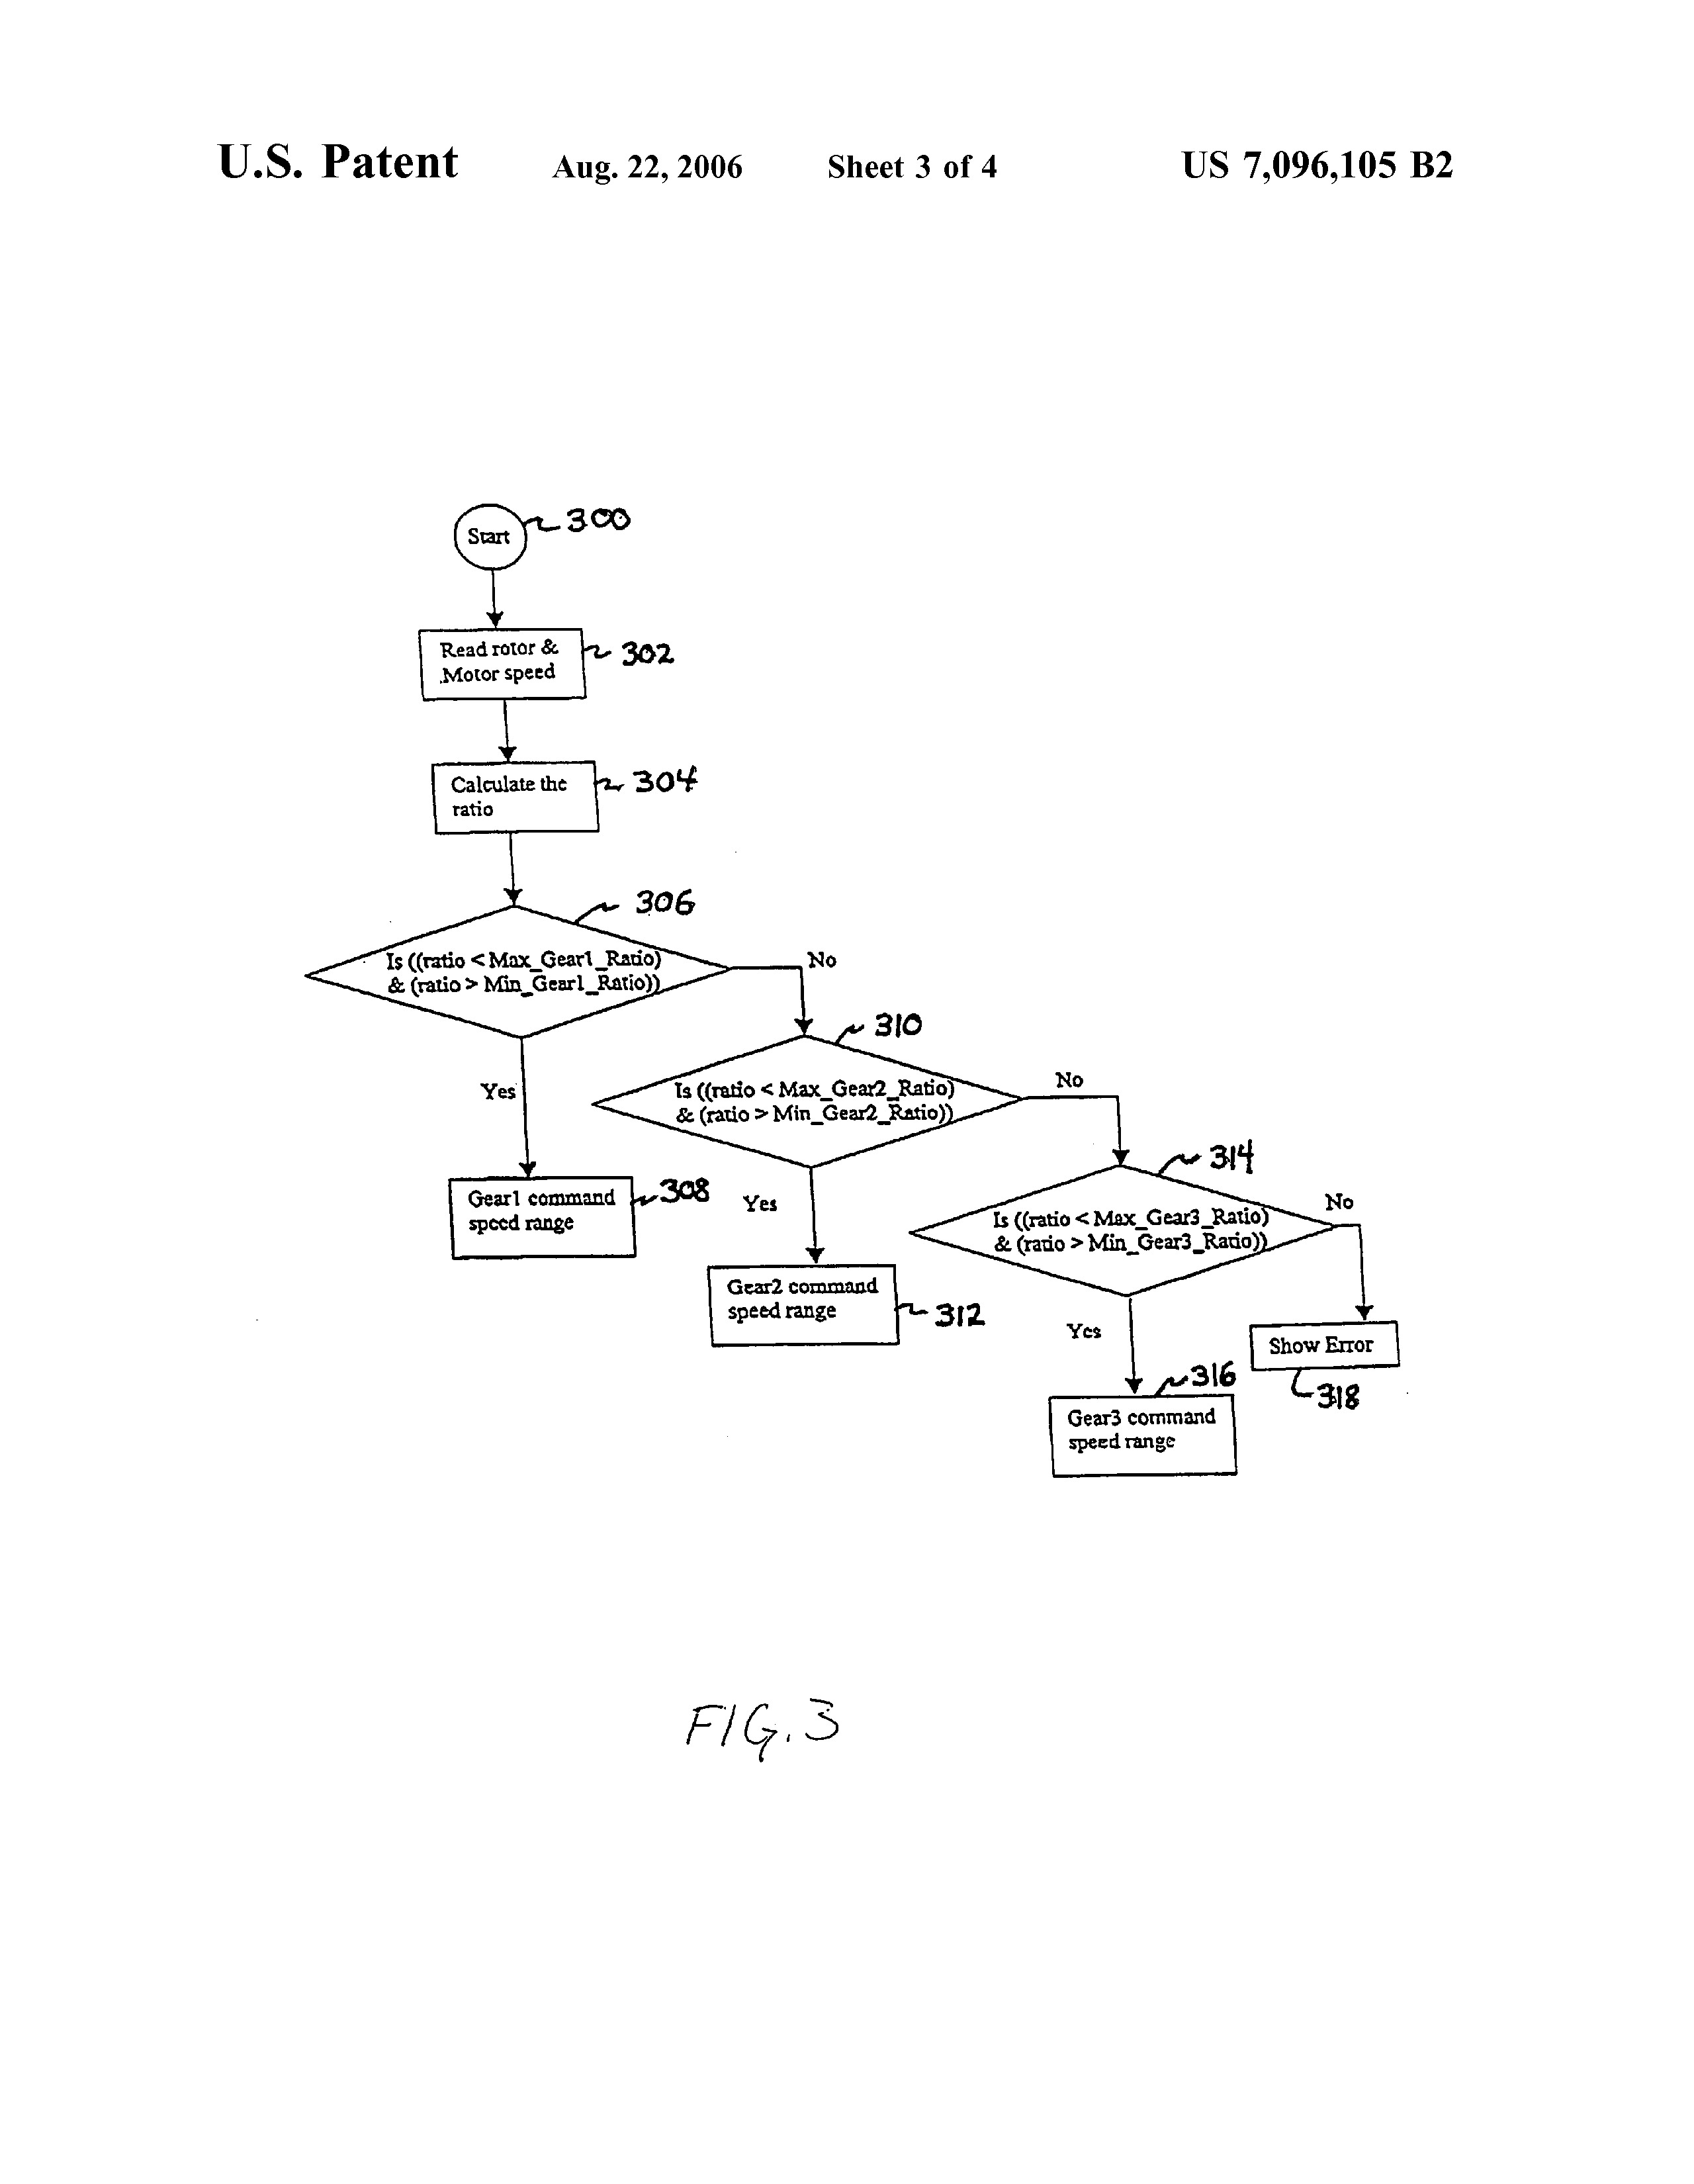 U.S. Patent Aug. 22, 2006 Sheet 3 of 4 US 7,096,105 B2
Start
300
Read rotor &
Motor speed
302
Calculate the
ratio
304
306
Is ((ratio < Max_Gear1_Ratio)
& (ratio > Min_Gear1_Ratio))
No
Yes
310
Is ((ratio < Max_Gear2_Ratio)
& (ratio > Min_Gear2_Ratio))
No
Gear1 command
speed range
308
Yes
314
Is ((ratio < Max_Gear3_Ratio)
& (ratio > Min_Gear3_Ratio))
No
Gear2 command
speed range
312
Yes
Show Error
318
316
Gear3 command
speed range
FIG. 3